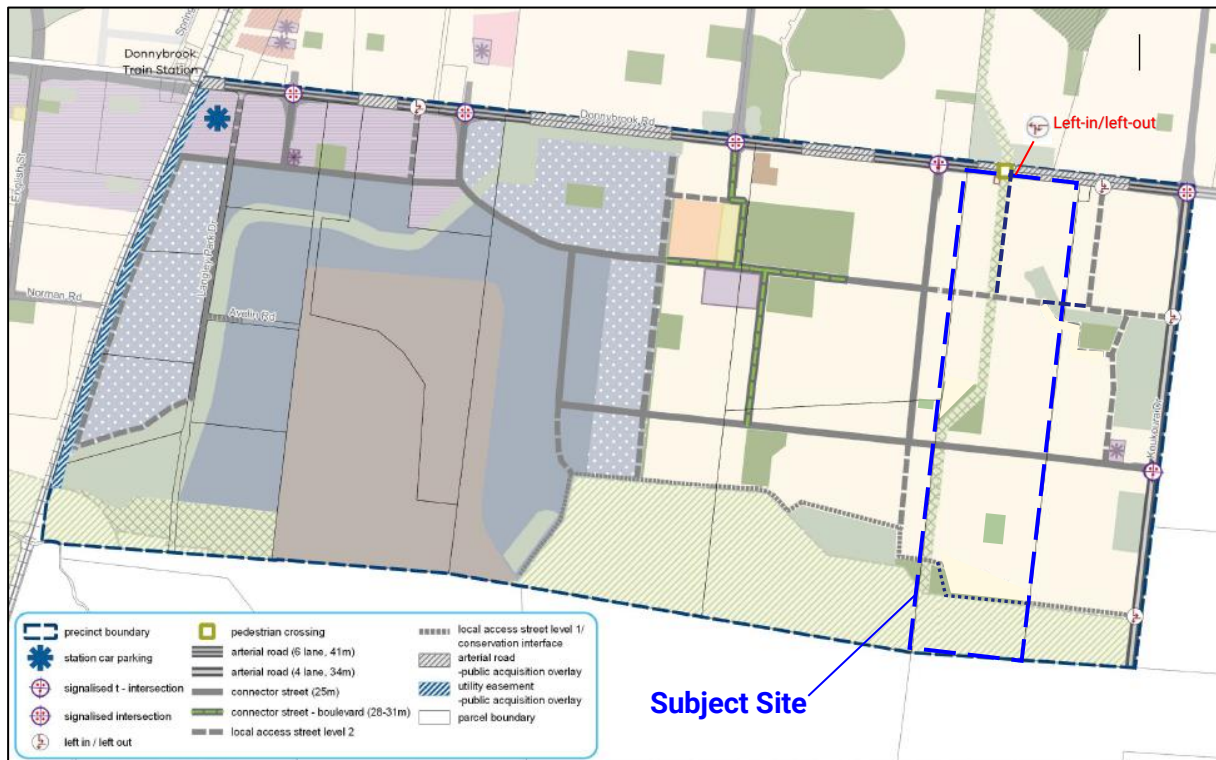 Spring
Donnybrook
Train Station
Donnybrook Rd
Left-in/left-out
English St
Langley Park Dr
Norman Rd
Avelin Rd
Koukoura Dr
Subject Site
precinct boundary
station car parking
signalised t - intersection
signalised intersection
left in / left out
pedestrian crossing
arterial road (6 lane, 41m)
arterial road (4 lane, 34m)
connector street (25m)
connector street - boulevard (28-31m)
local access street level 2
local access street level 1/
conservation interface
arterial road
-public acquisition overlay
utility easement
-public acquisition overlay
parcel boundary